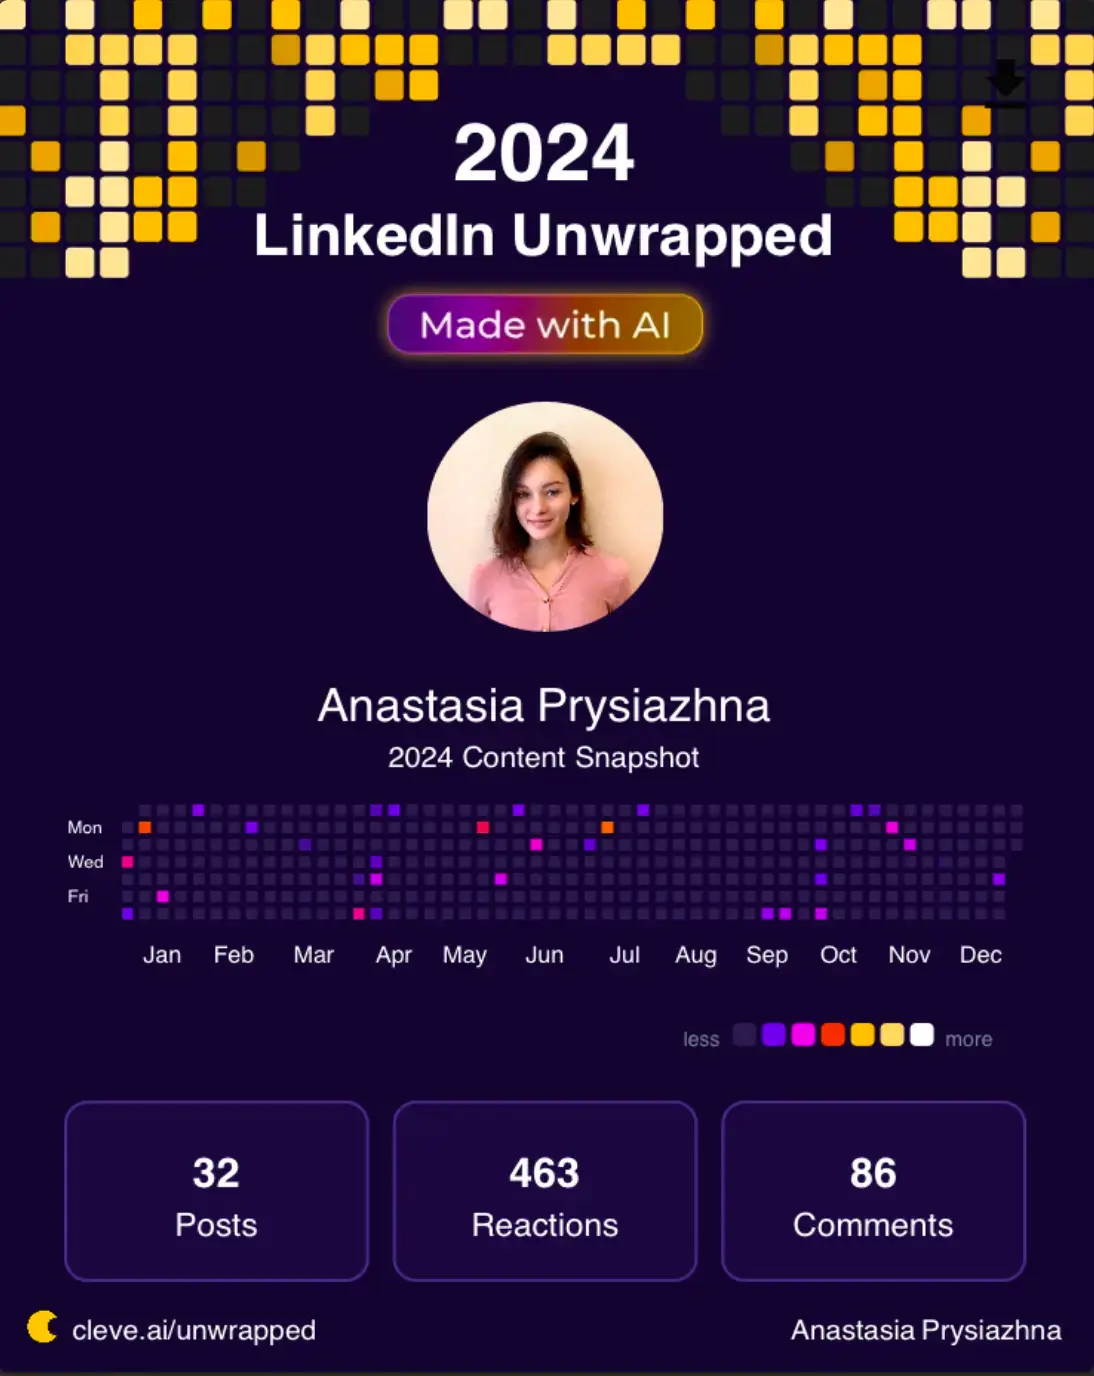 2024
LinkedIn Unwrapped
Made with AI
Anastasia Prysiazhna
2024 Content Snapshot
Mon
Wed
Fri
Jan Feb Mar Apr May Jun Jul Aug Sep Oct Nov Dec
less more
32 463 86
Posts Reactions Comments
cleve.ai/unwrapped Anastasia Prysiazhna